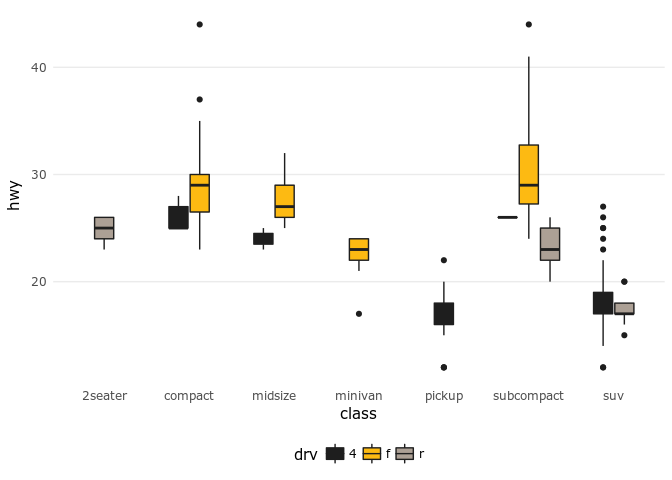 40
30
20
hwy
2seater compact midsize minivan pickup subcompact suv
class
drv 4 f r